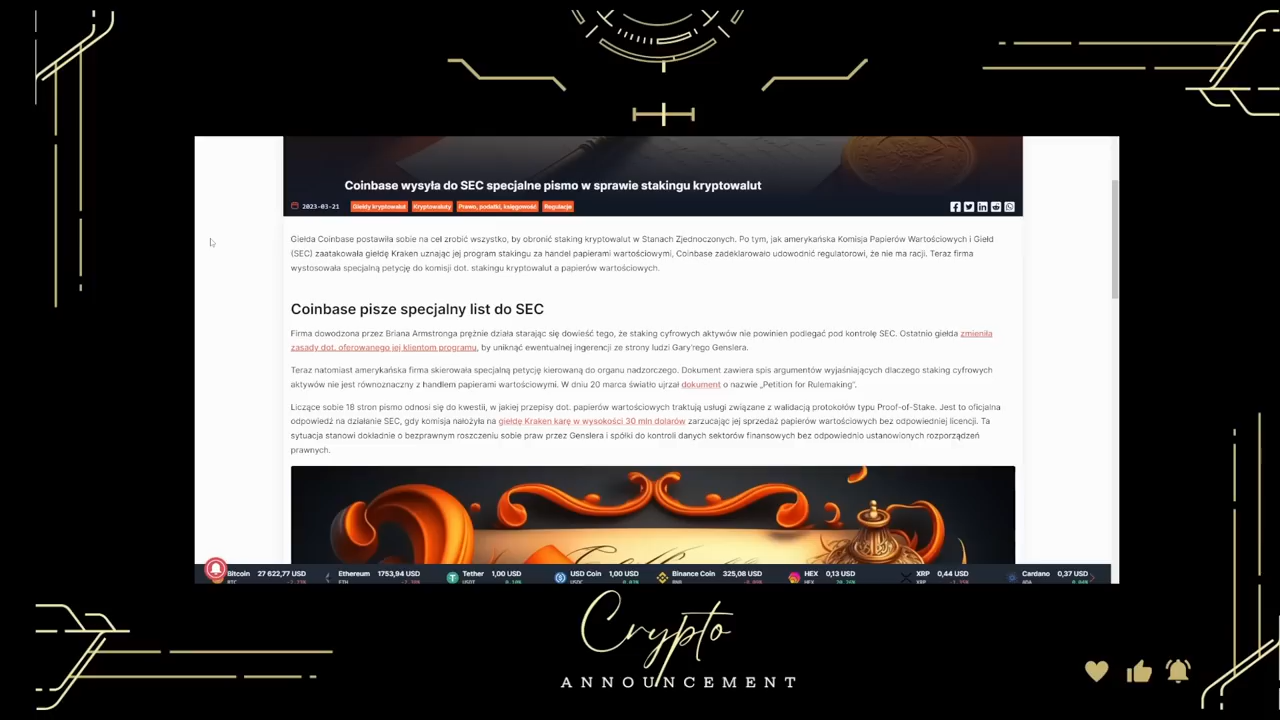 Coinbase wysyła do SEC specjalne pismo w sprawie stakingu kryptowalut
2023-03-21 Giełdy kryptowalut Kryptowaluty Prawo, podatki, księgowość Regulacje
Giełda Coinbase postawiła sobie na cel zrobić wszystko, by obronić staking kryptowalut w Stanach Zjednoczonych. Po tym, jak amerykańska Komisja Papierów Wartościowych i Giełd
(SEC) zaatakowała giełdę Kraken uznając jej program stakingu za handel papierami wartościowymi, Coinbase zadeklarowało udowodnić regulatorowi, że nie ma racji. Teraz firma
wystosowała specjalną petycję do komisji dot. stakingu kryptowalut a papierów wartościowych.
Coinbase pisze specjalny list do SEC
Firma dowodzona przez Briana Armstronga prężnie działa starając się dowieść tego, że staking cyfrowych aktywów nie powinien podlegać pod kontrolę SEC. Ostatnio giełda zmieniła
zasady dot. oferowanego jej klientom programu, by uniknąć ewentualnej ingerencji ze strony ludzi Gary'rego Genslera.
Teraz natomiast amerykańska firma skierowała specjalną petycję kierowaną do organu nadzorczego. Dokument zawiera spis argumentów wyjaśniających dlaczego staking cyfrowych
aktywów nie jest równoznaczny z handlem papierami wartościowymi. W dniu 20 marca światło ujrzał dokument o nazwie „Petition for Rulemaking".
Liczące sobie 18 stron pismo odnosi się do kwestii, w jakiej przepisy dot. papierów wartościowych traktują usługi związane z walidacją protokołów typu Proof-of-Stake. Jest to oficjalna
odpowiedź na działanie SEC, gdy komisja nałożyła na giełdę Kraken karę w wysokości 30 mln dolarów zarzucając jej sprzedaż papierów wartościowych bez odpowiedniej licencji. Ta
sytuacja stanowi dokładnie o bezprawnym roszczeniu sobie praw przez Genslera i spółki do kontroli danych sektorów finansowych bez odpowiednio ustanowionych rozporządzeń
prawnych.
Bitcoin 27 622,77 USD Ethereum 1753,94 USD Tether 1,00 USD USD Coin 1,00 USD Binance Coin 325,08 USD HEX 0,13 USD XRP 0,44 USD Cardano 0,37 USD
Crypto
ANNOUNCEMENT